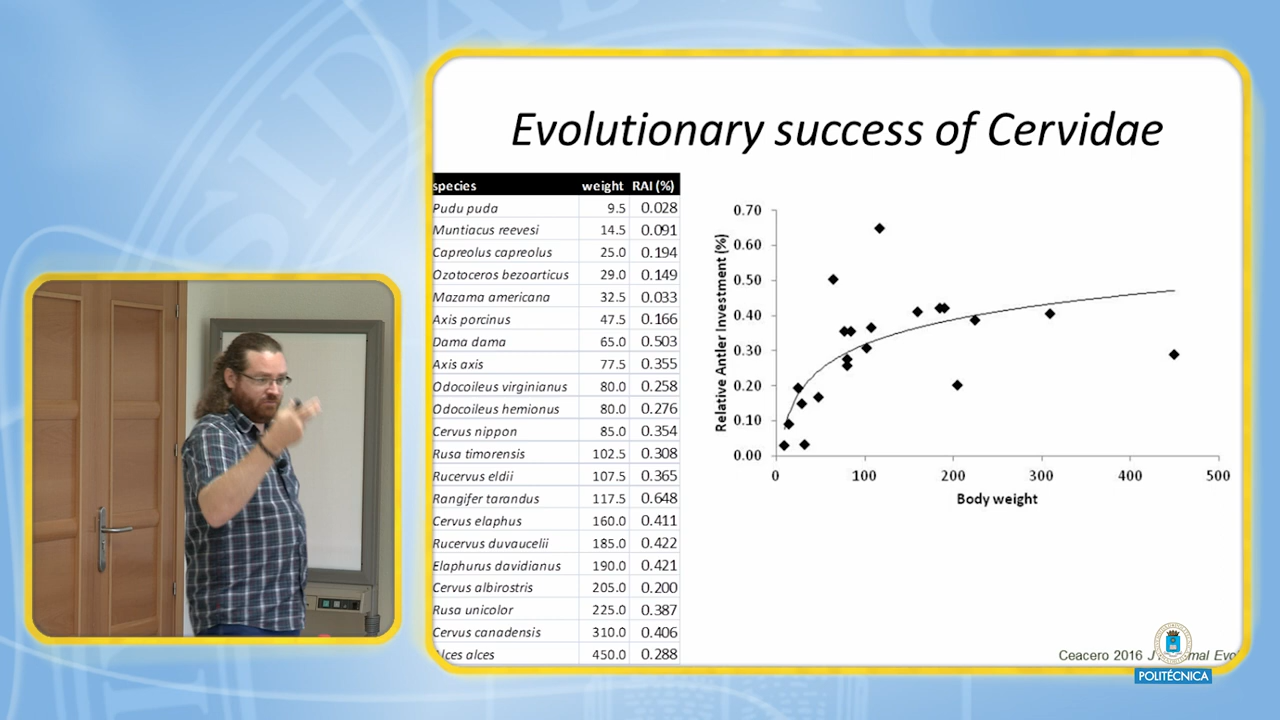 Evolutionary success of Cervidae
species weight RAI (%)
Pudu puda 9.5 0.028
Muntiacus reevesi 14.5 0.091
Capreolus capreolus 25.0 0.194
Ozotoceros bezoarticus 29.0 0.149
Mazama americana 32.5 0.033
Axis porcinus 47.5 0.166
Dama dama 65.0 0.503
Axis axis 77.5 0.355
Odocoileus virginianus 80.0 0.258
Odocoileus hemionus 80.0 0.276
Cervus nippon 85.0 0.354
Rusa timorensis 102.5 0.308
Rucervus eldii 107.5 0.365
Rangifer tarandus 117.5 0.648
Cervus elaphus 160.0 0.411
Rucervus duvaucelii 185.0 0.422
Elaphurus davidianus 190.0 0.421
Cervus albirostris 205.0 0.200
Rusa unicolor 225.0 0.387
Cervus canadensis 310.0 0.406
Alces alces 450.0 0.288
Relative Antler Investment (%)
0.70
0.60
0.50
0.40
0.30
0.20
0.10
0.00
0 100 200 300 400 500
Body weight
Ceacero 2016 J
POLITÉCNICA